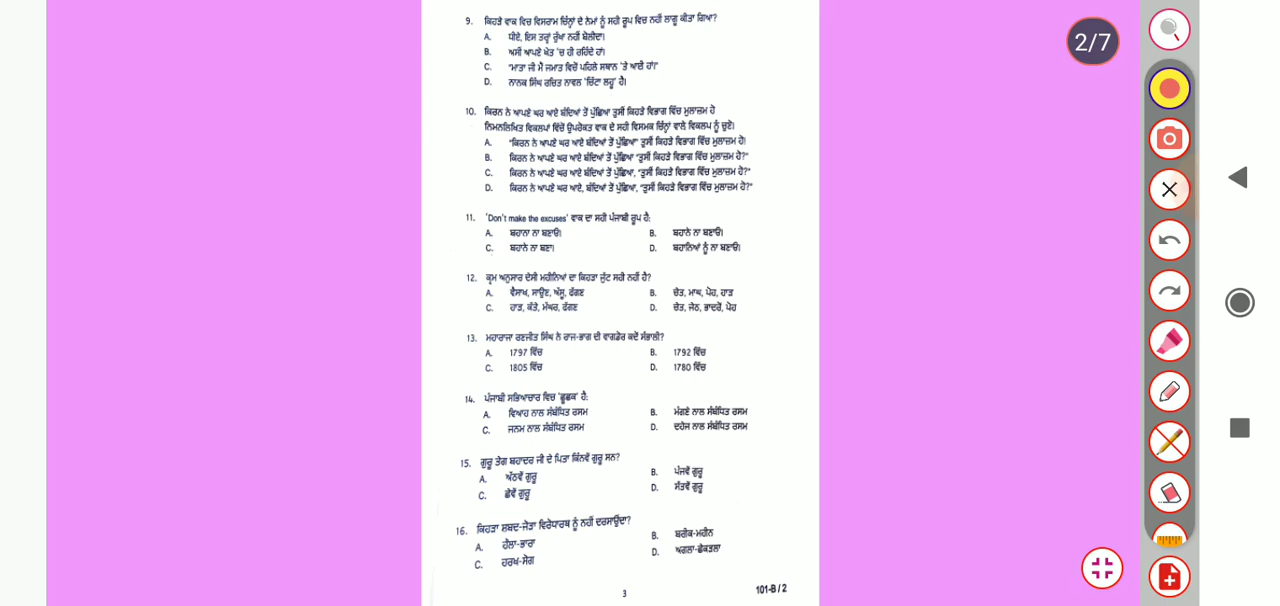 2/7
9. ਕਿਹੜੇ ਵਾਕ ਵਿਚ ਵਿਸਰਾਮ ਚਿੰਨ੍ਹਾਂ ਦੇ ਨੇਮਾਂ ਨੂੰ ਸਹੀ ਰੂਪ ਵਿਚ ਨਹੀਂ ਲਾਗੂ ਕੀਤਾ ਗਿਆ?
A. ਧੀਏ, ਇਸ ਤਰ੍ਹਾਂ ਰੁੱਖਾ ਨਹੀਂ ਬੋਲੀਦਾ।
B. ਅਸੀਂ ਆਪਣੇ ਖੇਤ 'ਚ ਹੀ ਰਹਿੰਦੇ ਹਾਂ।
C. "ਮਾਤਾ ਜੀ ਮੈਂ ਜਮਾਤ ਵਿਚੋਂ ਪਹਿਲੇ ਸਥਾਨ 'ਤੇ ਆਈ ਹਾਂ।"
D. ਨਾਨਕ ਸਿੰਘ ਰਚਿਤ ਨਾਵਲ 'ਚਿੱਟਾ ਲਹੂ' ਹੈ।
10. ਕਿਰਨ ਨੇ ਆਪਣੇ ਘਰ ਆਏ ਬੰਦਿਆਂ ਤੋਂ ਪੁੱਛਿਆ ਤੁਸੀਂ ਕਿਹੜੇ ਵਿਭਾਗ ਵਿੱਚ ਮੁਲਾਜ਼ਮ ਹੋ
ਨਿਮਨਲਿਖਿਤ ਵਿਕਲਪਾਂ ਵਿੱਚੋਂ ਉਪਰੋਕਤ ਵਾਕ ਦੇ ਸਹੀ ਵਿਸਮਕ ਚਿੰਨ੍ਹਾਂ ਵਾਲੇ ਵਿਕਲਪ ਨੂੰ ਚੁਣੋ।
A. "ਕਿਰਨ ਨੇ ਆਪਣੇ ਘਰ ਆਏ ਬੰਦਿਆਂ ਤੋਂ ਪੁੱਛਿਆ" ਤੁਸੀਂ ਕਿਹੜੇ ਵਿਭਾਗ ਵਿੱਚ ਮੁਲਾਜ਼ਮ ਹੋ।
B. ਕਿਰਨ ਨੇ ਆਪਣੇ ਘਰ ਆਏ ਬੰਦਿਆਂ ਤੋਂ ਪੁੱਛਿਆ "ਤੁਸੀਂ ਕਿਹੜੇ ਵਿਭਾਗ ਵਿੱਚ ਮੁਲਾਜ਼ਮ ਹੋ?"
C. ਕਿਰਨ ਨੇ ਆਪਣੇ ਘਰ ਆਏ ਬੰਦਿਆਂ ਤੋਂ ਪੁੱਛਿਆ, "ਤੁਸੀਂ ਕਿਹੜੇ ਵਿਭਾਗ ਵਿੱਚ ਮੁਲਾਜ਼ਮ ਹੋ?"
D. ਕਿਰਨ ਨੇ ਆਪਣੇ ਘਰ ਆਏ, ਬੰਦਿਆਂ ਤੋਂ ਪੁੱਛਿਆ, "ਤੁਸੀਂ ਕਿਹੜੇ ਵਿਭਾਗ ਵਿੱਚ ਮੁਲਾਜ਼ਮ ਹੋ?"
11. 'Don't make the excuses' ਵਾਕ ਦਾ ਸਹੀ ਪੰਜਾਬੀ ਰੂਪ ਹੈ:
A. ਬਹਾਨਾ ਨਾ ਬਣਾਓ। B. ਬਹਾਨੇ ਨਾ ਬਣਾਓ।
C. ਬਹਾਨੇ ਨਾ ਬਣਾ। D. ਬਹਾਨਿਆਂ ਨੂੰ ਨਾ ਬਣਾਓ।
12. ਕ੍ਰਮ ਅਨੁਸਾਰ ਦੇਸੀ ਮਹੀਨਿਆਂ ਦਾ ਕਿਹੜਾ ਜੁੱਟ ਸਹੀ ਨਹੀਂ ਹੈ?
A. ਵੈਸਾਖ, ਸਾਉਣ, ਅੱਸੂ, ਫੱਗਣ B. ਚੇਤ, ਮਾਘ, ਪੋਹ, ਹਾੜ
C. ਹਾੜ, ਕੱਤੇ, ਮੱਘਰ, ਫੱਗਣ D. ਚੇਤ, ਜੇਠ, ਭਾਦਰੋਂ, ਪੋਹ
13. ਮਹਾਰਾਜਾ ਰਣਜੀਤ ਸਿੰਘ ਨੇ ਰਾਜ-ਭਾਗ ਦੀ ਵਾਗਡੋਰ ਕਦੋਂ ਸੰਭਾਲੀ?
A. 1797 ਵਿੱਚ B. 1792 ਵਿੱਚ
C. 1805 ਵਿੱਚ D. 1780 ਵਿੱਚ
14. ਪੰਜਾਬੀ ਸਭਿਆਚਾਰ ਵਿਚ 'ਛੂਛਕ' ਹੈ:
A. ਵਿਆਹ ਨਾਲ ਸੰਬੰਧਿਤ ਰਸਮ B. ਮੰਗਣੇ ਨਾਲ ਸੰਬੰਧਿਤ ਰਸਮ
C. ਜਨਮ ਨਾਲ ਸੰਬੰਧਿਤ ਰਸਮ D. ਦਹੇਜ ਨਾਲ ਸੰਬੰਧਿਤ ਰਸਮ
15. ਗੁਰੂ ਤੇਗ ਬਹਾਦਰ ਜੀ ਦੇ ਪਿਤਾ ਕਿੰਨਵੇਂ ਗੁਰੂ ਸਨ?
A. ਅੱਠਵੇਂ ਗੁਰੂ B. ਪੰਜਵੇਂ ਗੁਰੂ
C. ਛੇਵੇਂ ਗੁਰੂ D. ਸੱਤਵੇਂ ਗੁਰੂ
16. ਕਿਹੜਾ ਸ਼ਬਦ-ਜੋੜਾ ਵਿਰੋਧਾਰਥ ਨੂੰ ਨਹੀਂ ਦਰਸਾਉਂਦਾ?
A. ਹੌਲਾ-ਭਾਰਾ B. ਬਰੀਕ-ਮਹੀਨ
C. ਹਰਖ-ਸੋਗ D. ਅਗਲਾ-ਛੇਕੜਲਾ
3 101-B/2